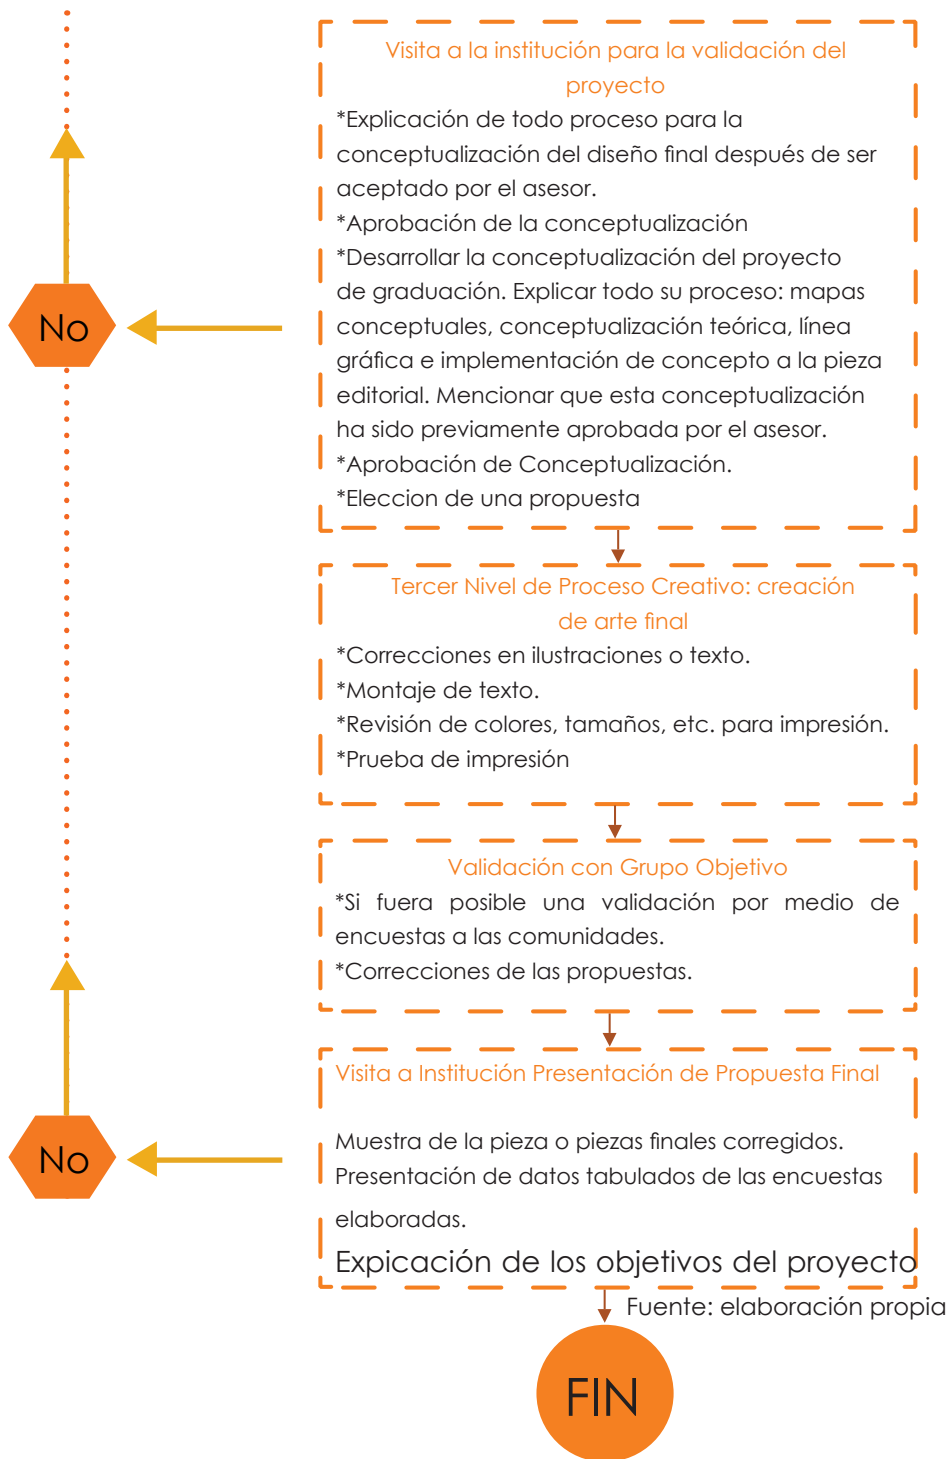 Visita a la institución para la validación del
proyecto
*Explicación de todo proceso para la
conceptualización del diseño final después de ser
aceptado por el asesor.
*Aprobación de la conceptualización
*Desarrollar la conceptualización del proyecto
de graduación. Explicar todo su proceso: mapas
conceptuales, conceptualización teórica, línea
gráfica e implementación de concepto a la pieza
editorial. Mencionar que esta conceptualización
ha sido previamente aprobada por el asesor.
*Aprobación de Conceptualización.
*Eleccion de una propuesta
No
Tercer Nivel de Proceso Creativo: creación
de arte final
*Correcciones en ilustraciones o texto.
*Montaje de texto.
*Revisión de colores, tamaños, etc. para impresión.
*Prueba de impresión
Validación con Grupo Objetivo
*Si fuera posible una validación por medio de
encuestas a las comunidades.
*Correcciones de las propuestas.
Visita a Institución Presentación de Propuesta Final
Muestra de la pieza o piezas finales corregidos.
Presentación de datos tabulados de las encuestas
elaboradas.
Expicación de los objetivos del proyecto
No
Fuente: elaboración propia
FIN